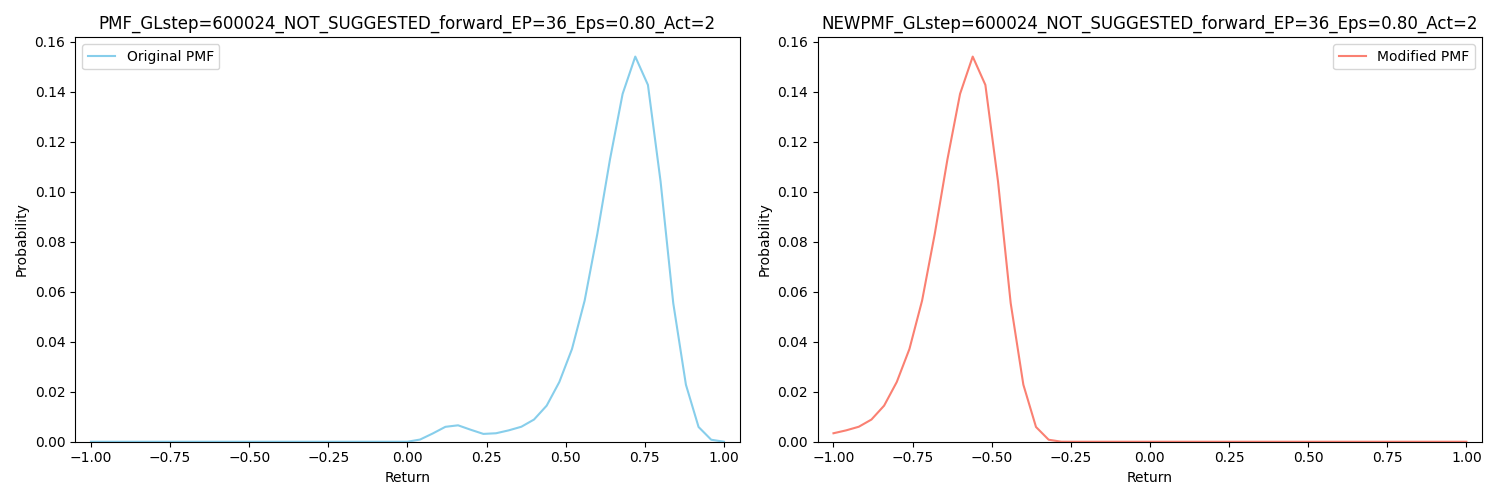 PMF_GLstep=600024_NOT_SUGGESTED_forward_EP=36_Eps=0.80_Act=2
Original PMF
0.16
0.14
0.12
0.10
0.08
0.06
0.04
0.02
0.00
Probability
−1.00 −0.75 −0.50 −0.25 0.00 0.25 0.50 0.75 1.00
Return
NEWPMF_GLstep=600024_NOT_SUGGESTED_forward_EP=36_Eps=0.80_Act=2
Modified PMF
0.16
0.14
0.12
0.10
0.08
0.06
0.04
0.02
0.00
Probability
−1.00 −0.75 −0.50 −0.25 0.00 0.25 0.50 0.75 1.00
Return